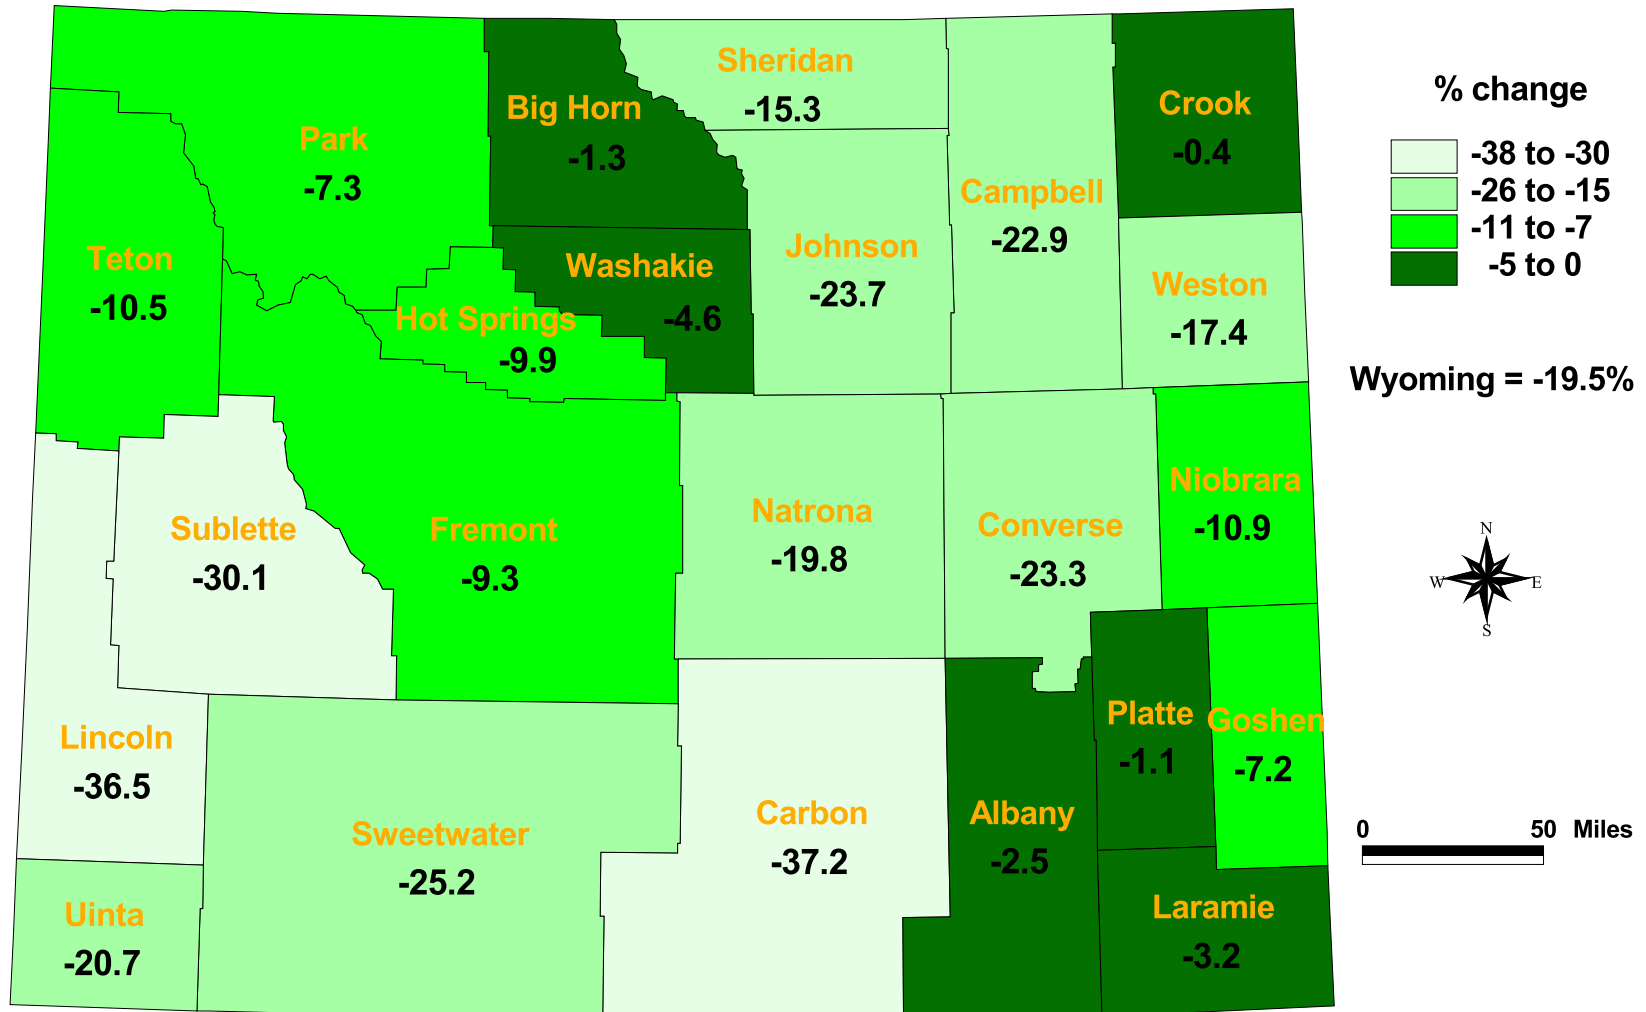 Sheridan
-15.3
Big Horn
-1.3
Crook
-0.4
Park
-7.3
Campbell
-22.9
Teton
-10.5
Washakie
-4.6
Johnson
-23.7
Weston
-17.4
Hot Springs
-9.9
Sublette
-30.1
Fremont
-9.3
Natrona
-19.8
Converse
-23.3
Niobrara
-10.9
Lincoln
-36.5
Platte
-1.1
Goshen
-7.2
Sweetwater
-25.2
Carbon
-37.2
Albany
-2.5
Uinta
-20.7
Laramie
-3.2
% change
-38 to -30
-26 to -15
-11 to -7
-5 to 0
Wyoming = -19.5%
N
W E
S
0 50 Miles